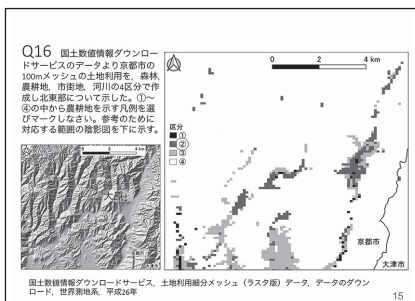 Q16 国土数値情報ダウンロー
ドサービスのデータより京都市の
100mメッシュの土地利用を，森林，
農耕地，市街地，河川の4区分で作
成し北東部について示した。①〜
④の中から農耕地を示す凡例を選
びマークしなさい。参考のために
対応する範囲の陰影図を下に示す。
0 2 4 km
0 2 4 km
区分
①
②
③
④
京都市
大津市
国土数値情報ダウンロードサービス，土地利用細分メッシュ（ラスタ版）データ，データのダウン
ロード，世界測地系，平成26年
15